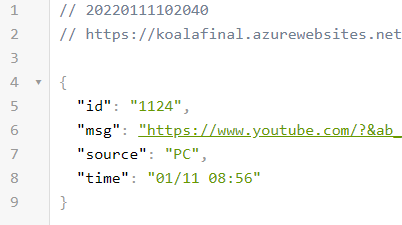 1 // 20220111102040
2 // https://koalafinal.azurewebsites.net
3
4 {
5 "id": "1124",
6 "msg": "https://www.youtube.com/?&ab_
7 "source": "PC",
8 "time": "01/11 08:56"
9 }